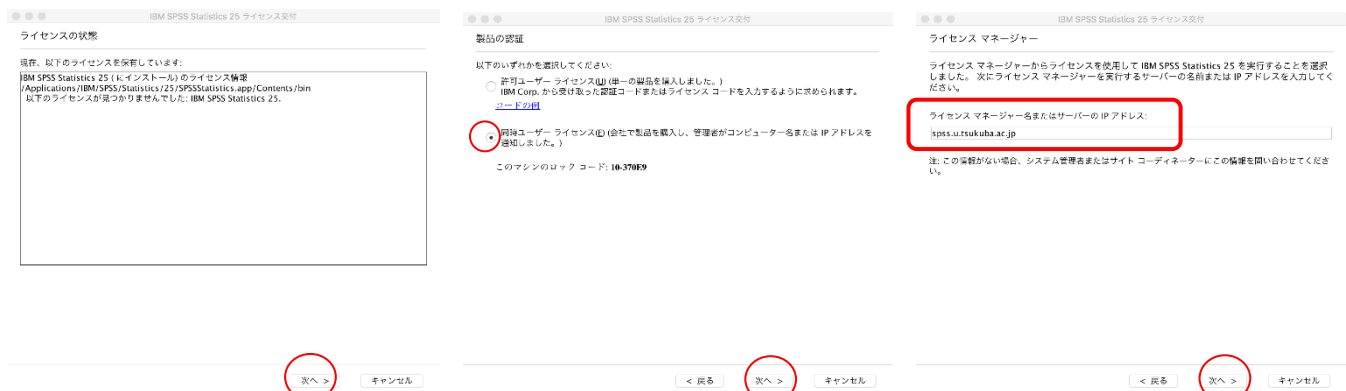 IBM SPSS Statistics 25 ライセンス交付
ライセンスの状態
現在、以下のライセンスを保有しています:
IBM SPSS Statistics 25 (にインストール) のライセンス情報
/Applications/IBM/SPSS/Statistics/25/SPSSStatistics.app/Contents/bin
以下のライセンスが見つかりませんでした: IBM SPSS Statistics 25.
次へ >
キャンセル
IBM SPSS Statistics 25 ライセンス交付
製品の認証
以下のいずれかを選択してください:
許可ユーザー ライセンス(U) (単一の製品を購入しました。)
IBM Corp. から受け取った認証コードまたはライセンス コードを入力するように求められます。
コードの例
同時ユーザー ライセンス(E) (会社で製品を購入し、管理者がコンピューター名または IP アドレスを
通知しました。)
このマシンのロック コード: 10-370E9
< 戻る
次へ >
キャンセル
IBM SPSS Statistics 25 ライセンス交付
ライセンス マネージャー
ライセンス マネージャーからライセンスを使用して IBM SPSS Statistics 25 を実行することを選択
しました。 次にライセンス マネージャーを実行するサーバーの名前または IP アドレスを入力してく
ださい。
ライセンス マネージャー名またはサーバーの IP アドレス:
spss.u.tsukuba.ac.jp
注: この情報がない場合、システム管理者またはサイト コーディネーターにこの情報を問い合わせてくださ
い。
< 戻る
次へ >
キャンセル